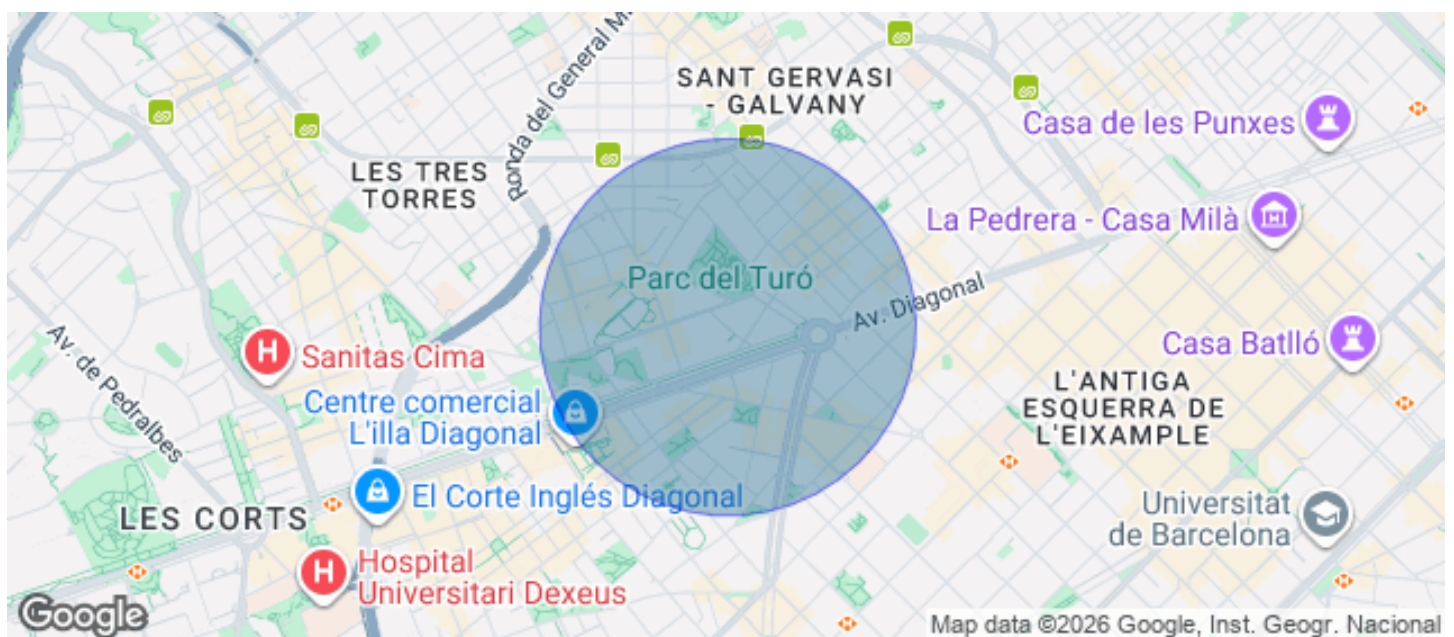 SANT GERVASI
- GALVANY
Ronda del General Mi
Casa de les Punxes
LES TRES
TORRES
La Pedrera - Casa Milà
Parc del Turó
Av. Diagonal
Av. de Pedralbes
Sanitas Cima
Casa Batlló
Centre comercial
L'illa Diagonal
L'ANTIGA
ESQUERRA DE
L'EIXAMPLE
El Corte Inglés Diagonal
LES CORTS
Universitat
de Barcelona
Hospital
Universitari Dexeus
Google
Map data ©2026 Google, Inst. Geogr. Nacional